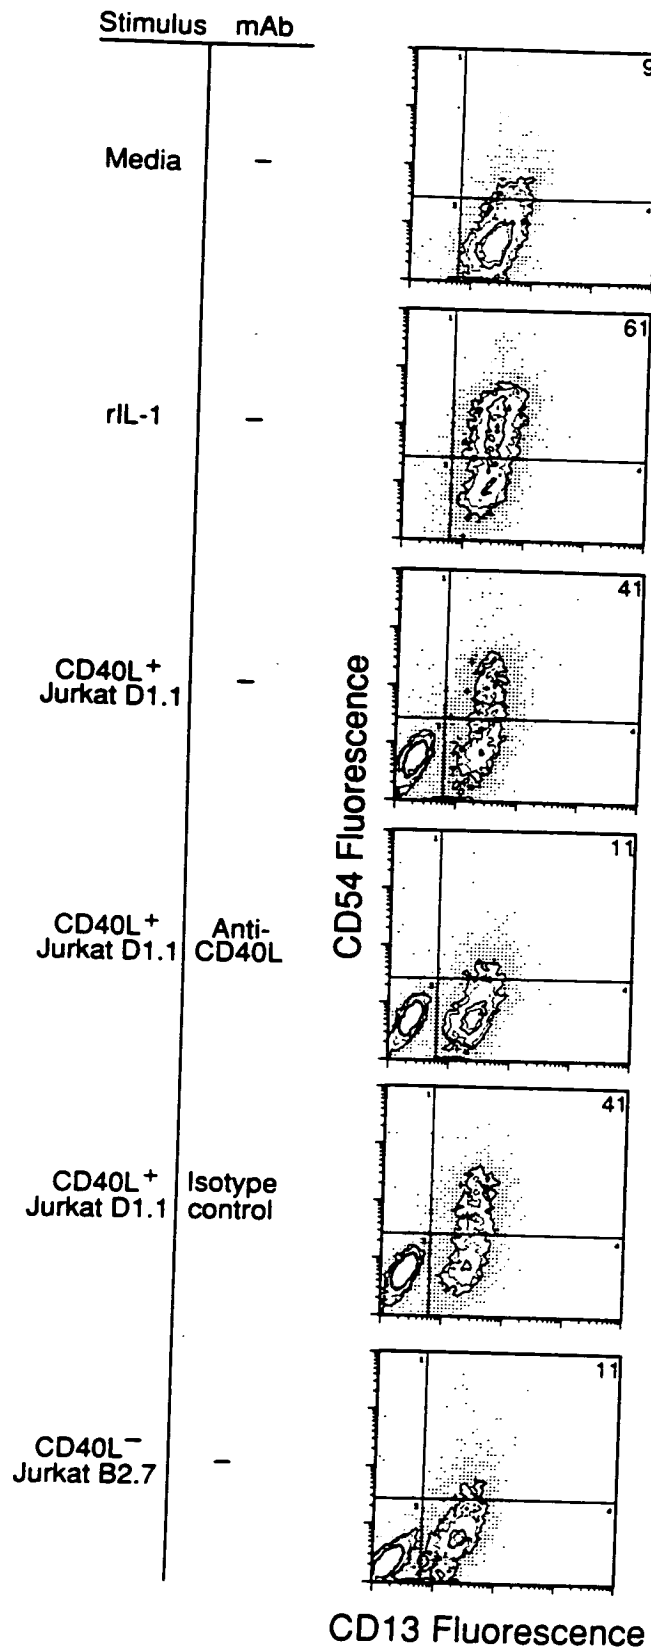 Stimulus mAb
Media –
9
rIL-1 –
61
CD40L+
Jurkat D1.1 –
41
CD54 Fluorescence
CD40L+ Anti-
Jurkat D1.1 CD40L
11
CD40L+ Isotype
Jurkat D1.1 control
41
CD40L–
Jurkat B2.7 –
11
CD13 Fluorescence